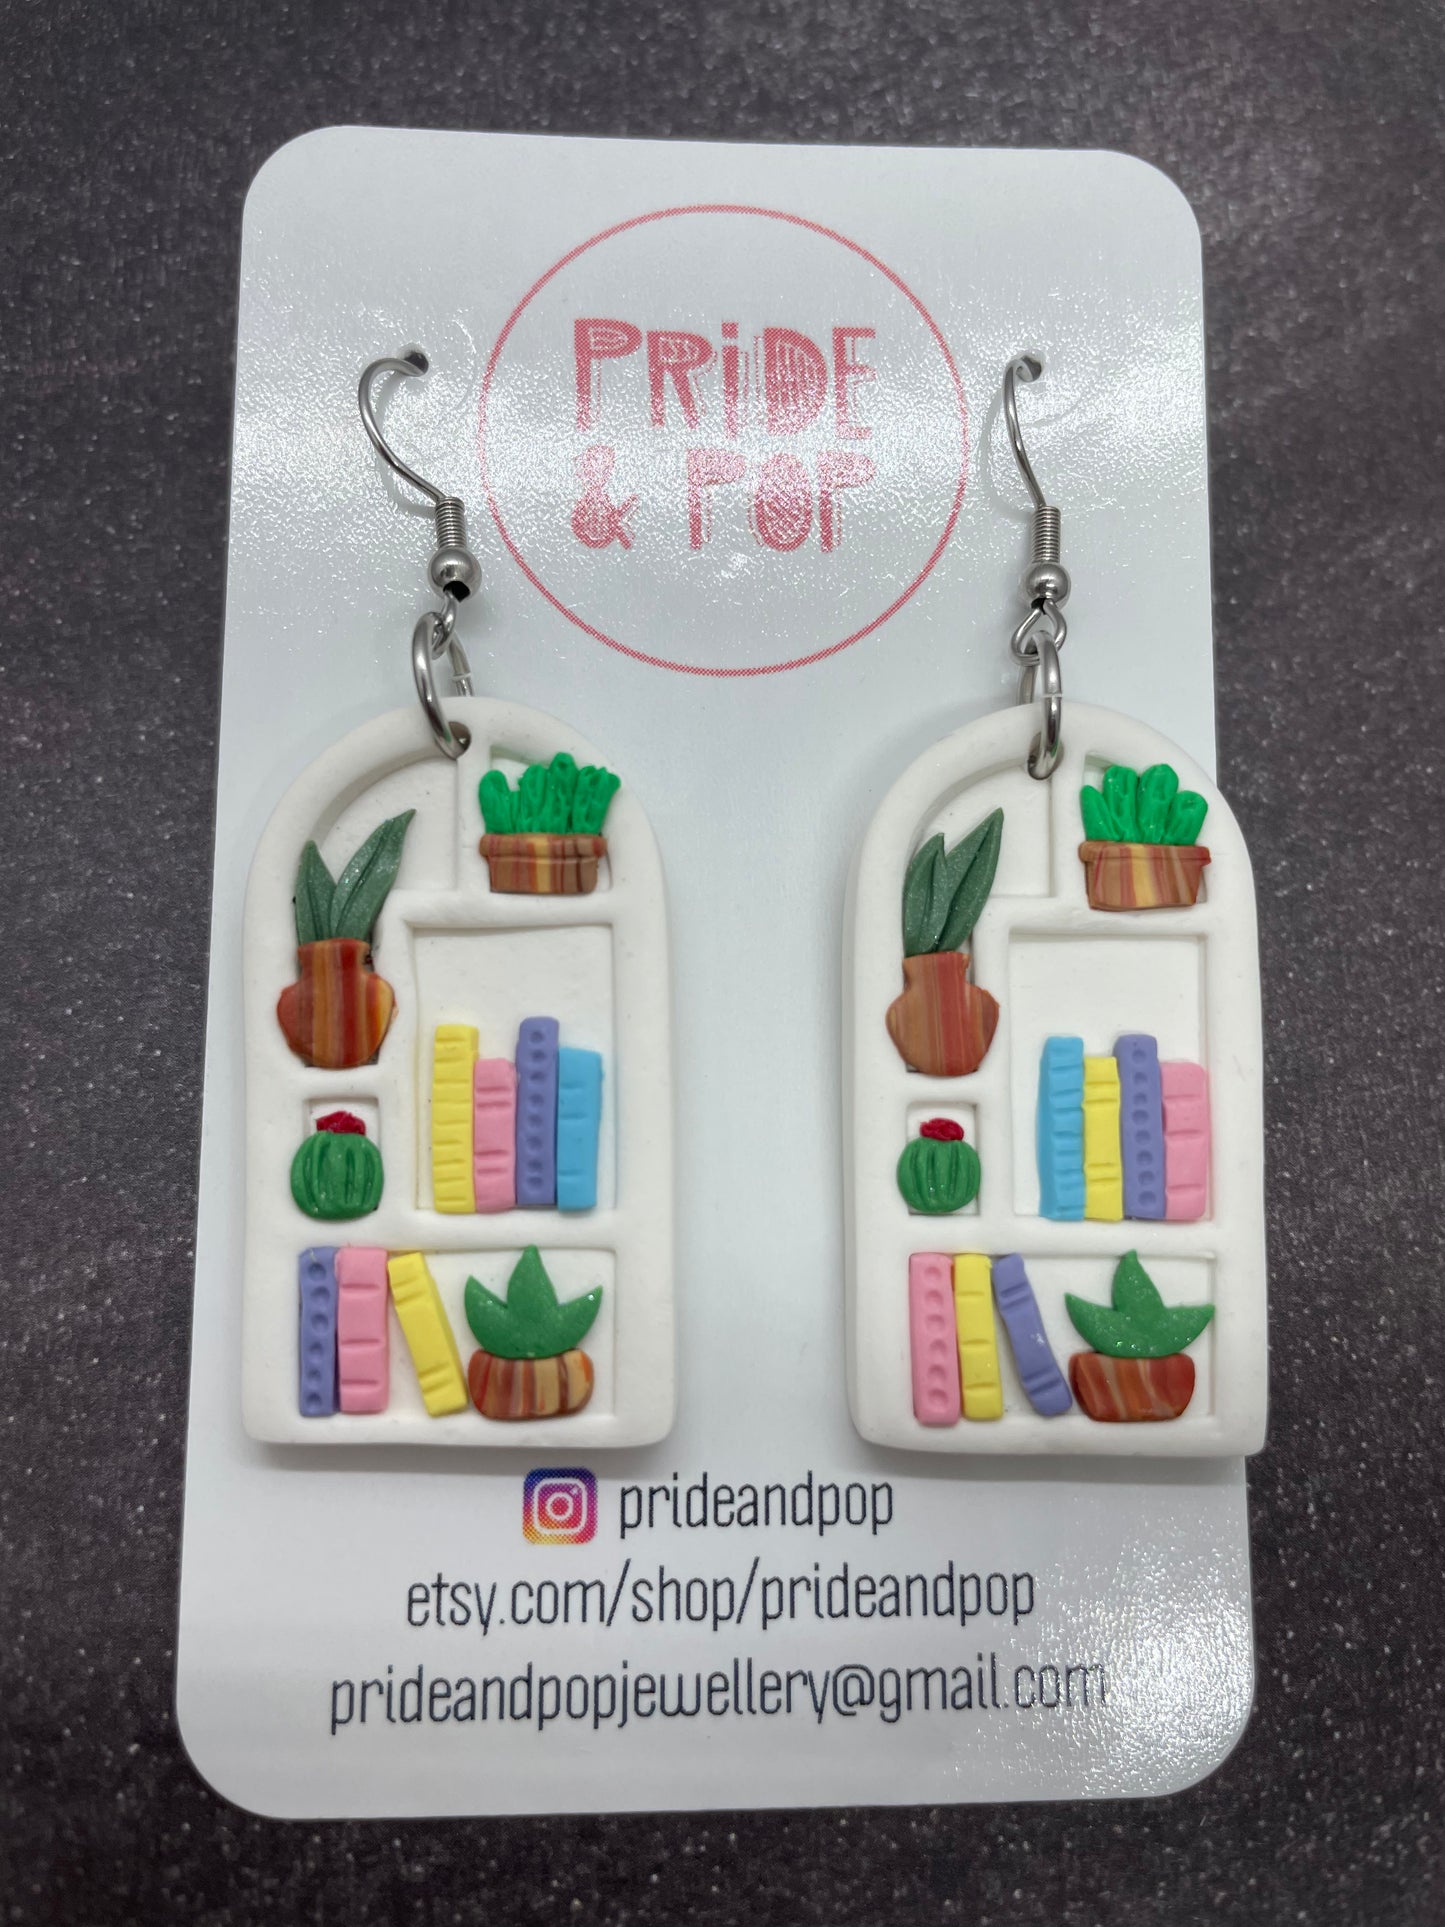 PRiDE
& POP
prideandpop
etsy.com/shop/prideandpop
prideandpopjewellery@gmail.com